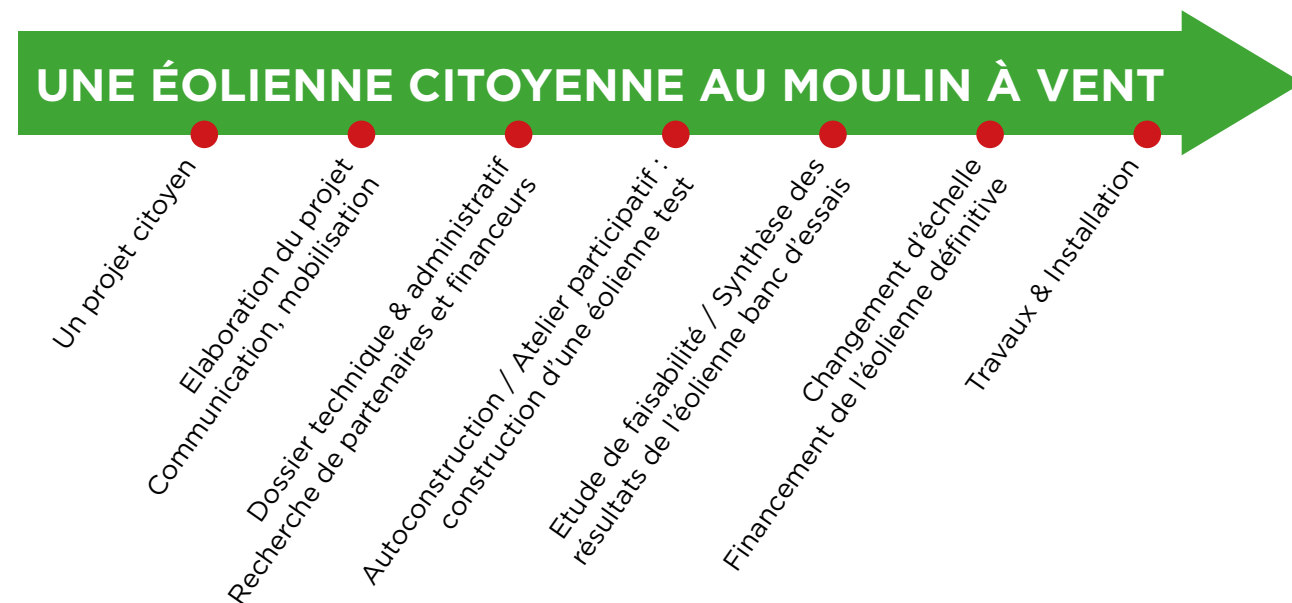 UNE ÉOLIENNE CITOYENNE AU MOULIN À VENT
Un projet citoyen
Elaboration du projet
Communication, mobilisation
Dossier technique & administratif
Recherche de partenaires et financeurs
Autoconstruction / Atelier participatif :
construction d'une éolienne test
Etude de faisabilité / Synthèse des
résultats de l'éolienne banc d'essais
Changement d'échelle
Financement de l'éolienne définitive
Travaux & Installation